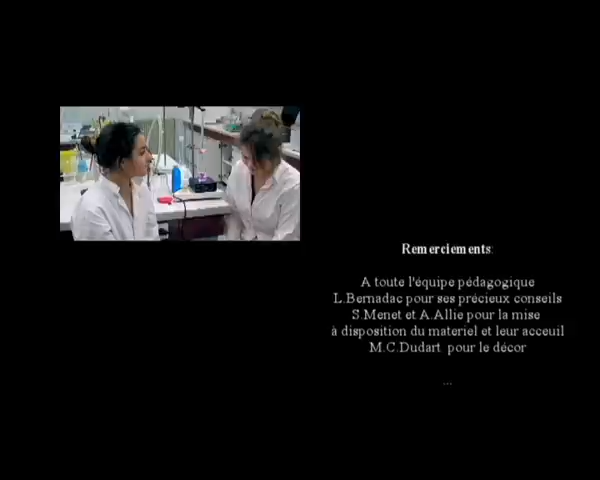 Remerciements:
A toute l'équipe pédagogique
L.Bernadac pour ses précieux conseils
S.Menet et A.Allie pour la mise
à disposition du materiel et leur acceuil
M.C.Dudart pour le décor
...